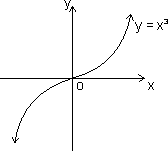 y
y = x³
0
x